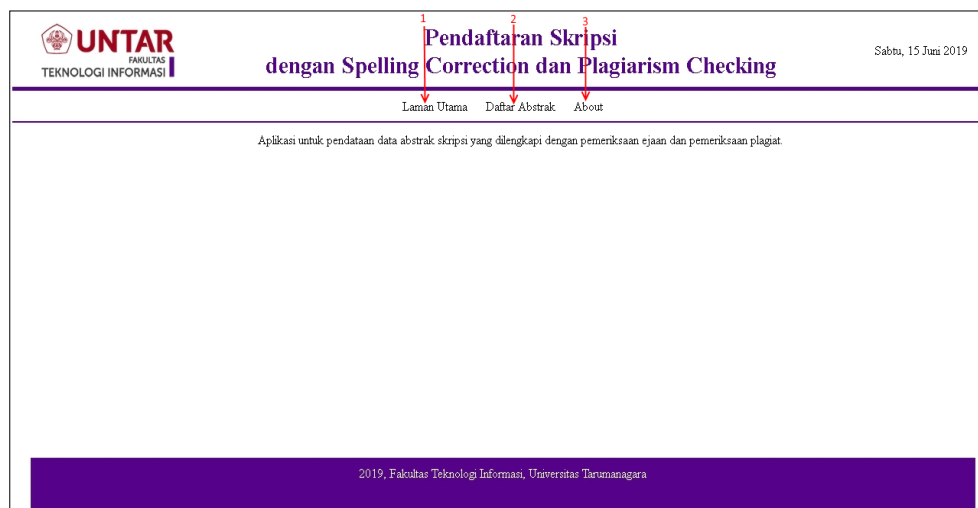 1 2 3
UNTAR
FAKULTAS
TEKNOLOGI INFORMASI
Pendaftaran Skripsi
dengan Spelling Correction dan Plagiarism Checking
Sabtu, 15 Juni 2019
Laman Utama Daftar Abstrak About
Aplikasi untuk pendataan data abstrak skripsi yang dilengkapi dengan pemeriksaan ejaan dan pemeriksaan plagiat.
2019, Fakultas Teknologi Informasi, Universitas Tarumanagara